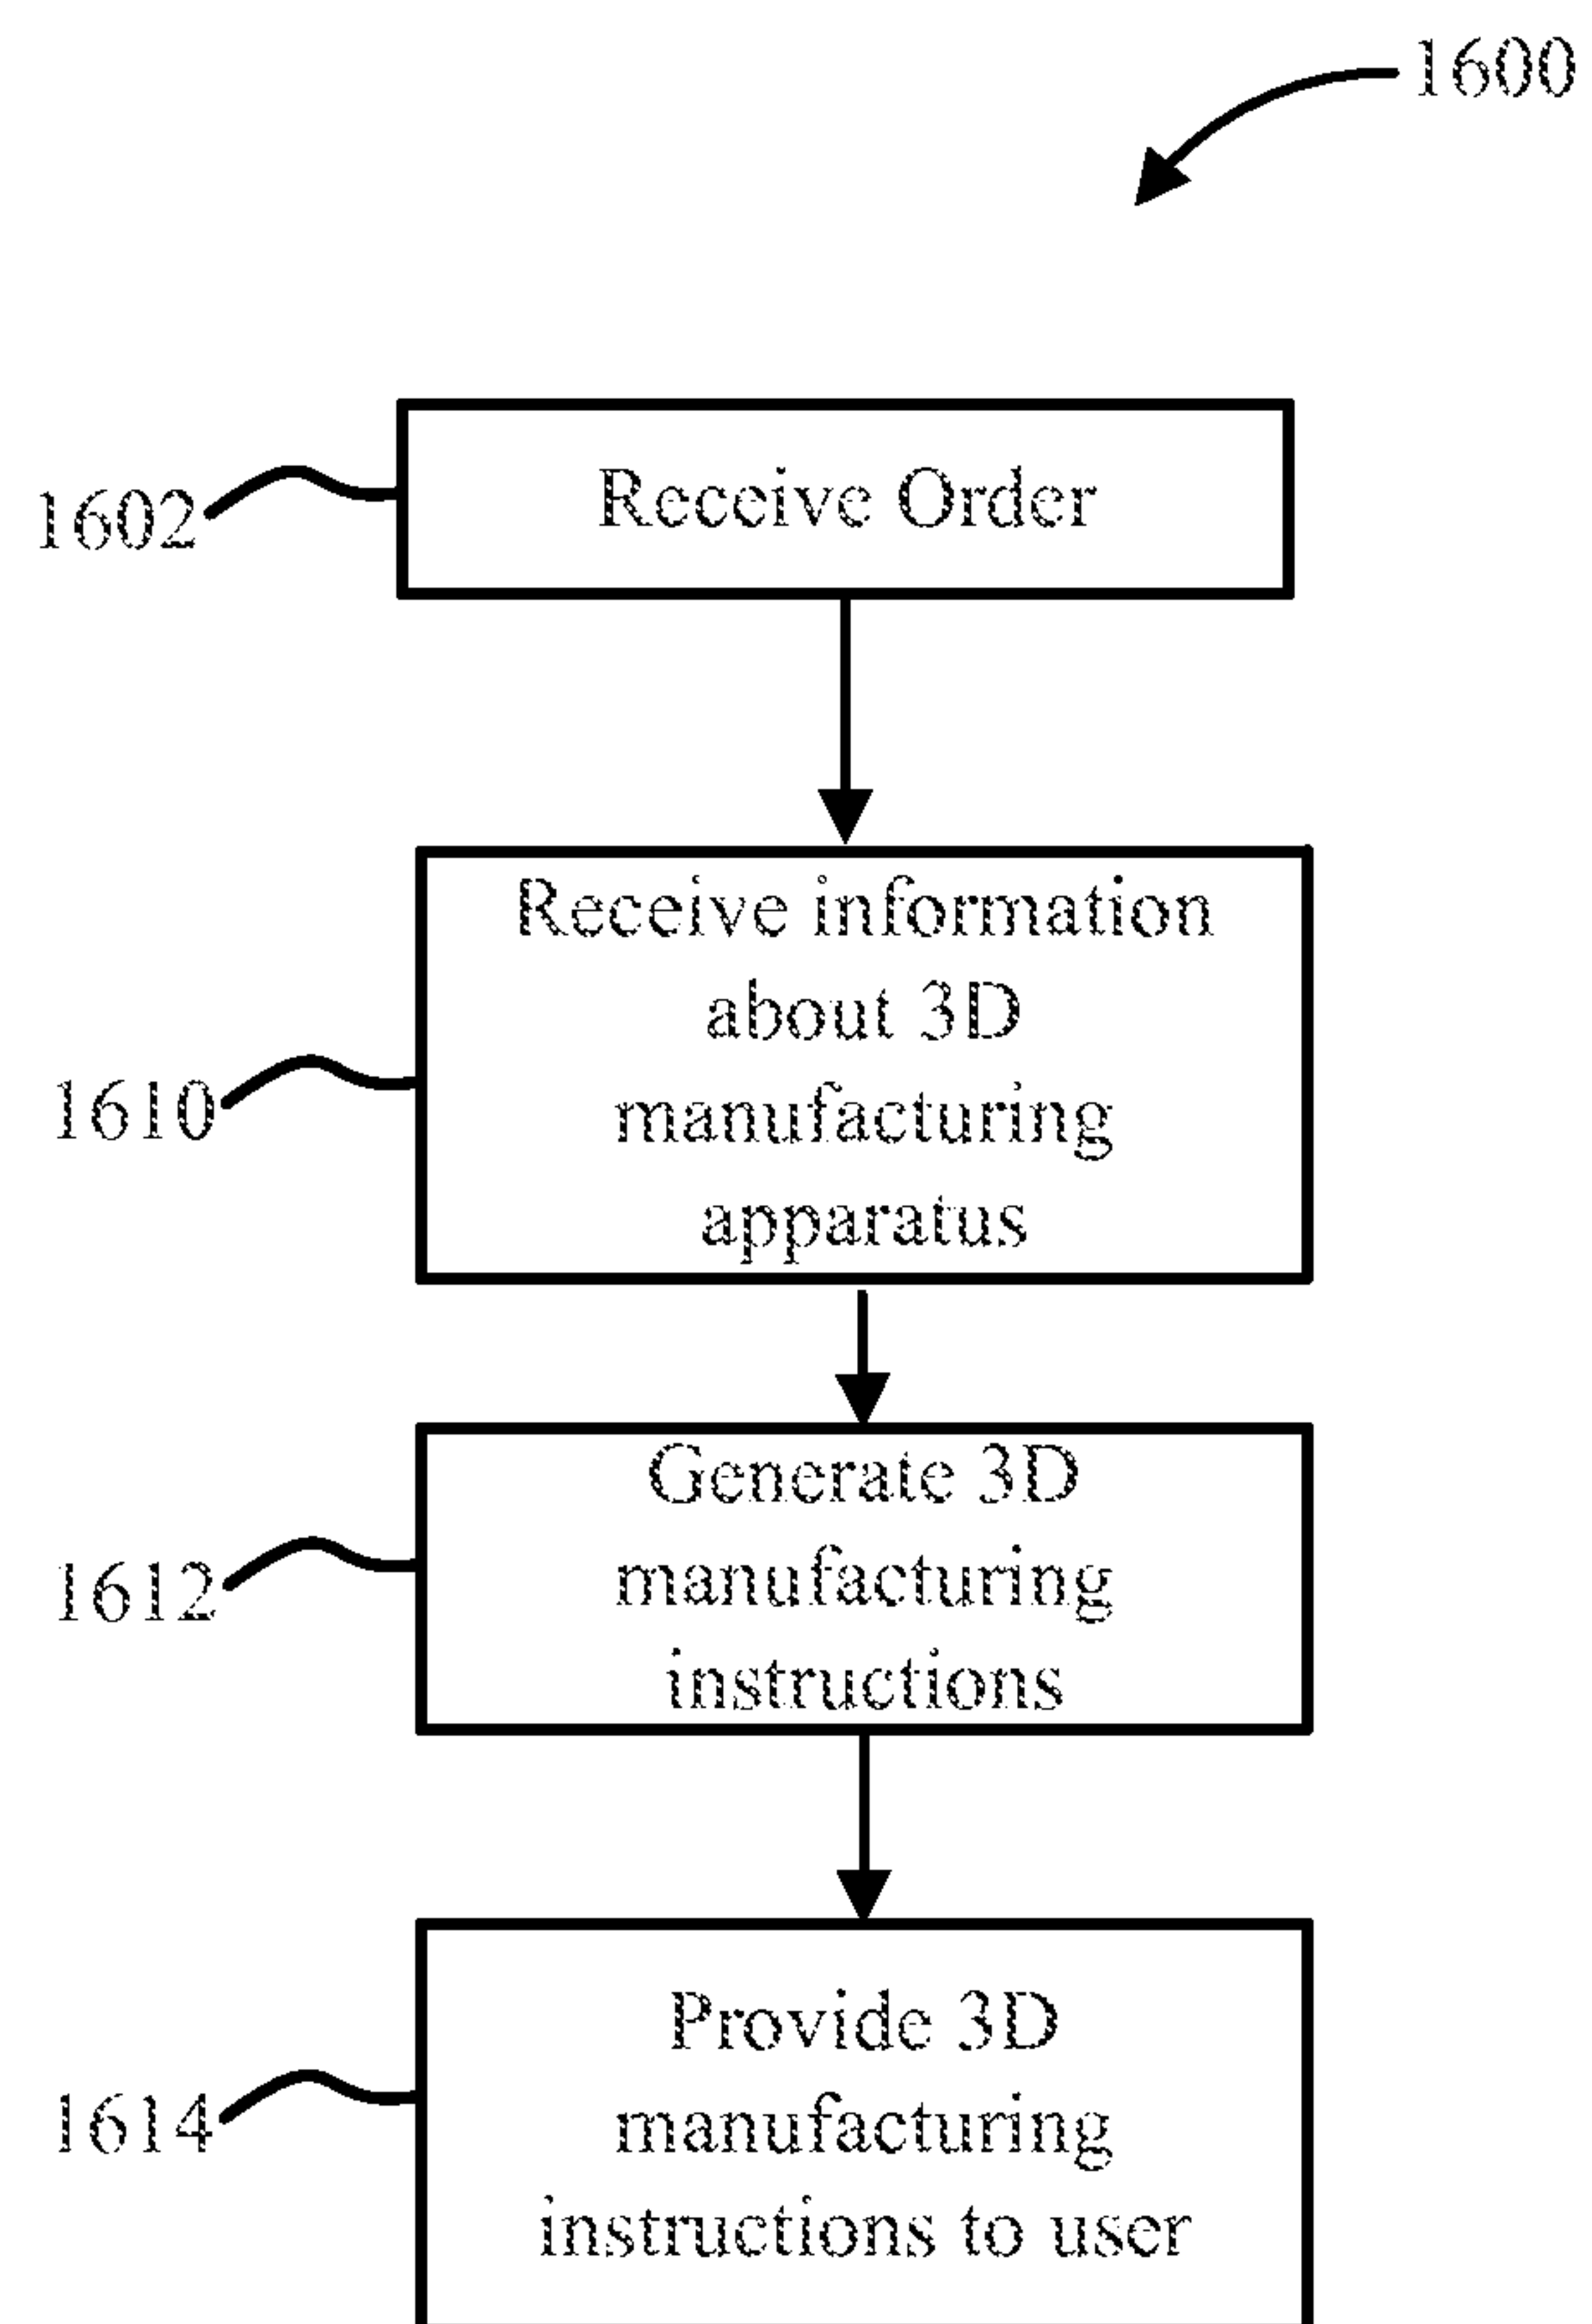 1600
1602
Receive Order
Receive information
about 3D
manufacturing
apparatus
1610
Generate 3D
manufacturing
instructions
1612
Provide 3D
manufacturing
instructions to user
1614